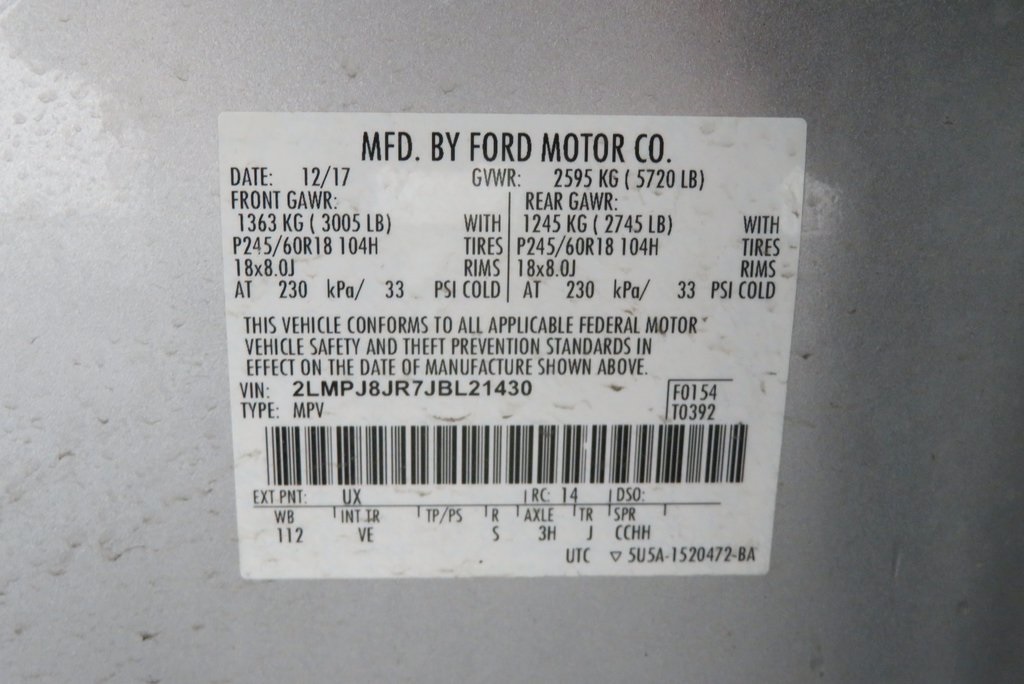 MFD. BY FORD MOTOR CO.
DATE: 12/17 GVWR: 2595 KG ( 5720 LB)
FRONT GAWR: REAR GAWR:
1363 KG ( 3005 LB) WITH 1245 KG ( 2745 LB) WITH
P245/60R18 104H TIRES P245/60R18 104H TIRES
18x8.0J RIMS 18x8.0J RIMS
AT 230 kPa/ 33 PSI COLD AT 230 kPa/ 33 PSI COLD
THIS VEHICLE CONFORMS TO ALL APPLICABLE FEDERAL MOTOR
VEHICLE SAFETY AND THEFT PREVENTION STANDARDS IN
EFFECT ON THE DATE OF MANUFACTURE SHOWN ABOVE.
VIN: 2LMPJ8JR7JBL21430 F0154
TYPE: MPV T0392
EXT PNT: UX RC: 14 DSO:
WB INT TR TP/PS R AXLE TR SPR
112 VE S 3H J CCHH
UTC ▽ 5U5A-1520472-BA